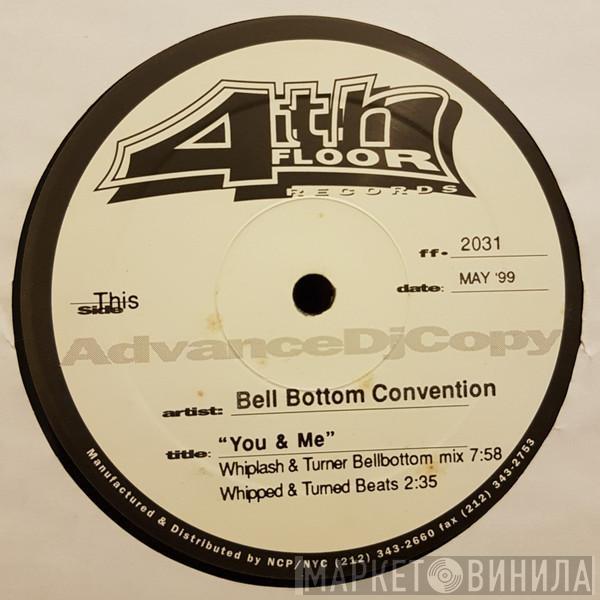 4th
FLOOR
RECORDS
ff. 2031
date: MAY '99
This
Side
AdvanceDjCopy
artist: Bell Bottom Convention
title: “You & Me”
Whiplash & Turner Bellbottom mix 7:58
Whipped & Turned Beats 2:35
Manufactured & Distributed by NCP/NYC (212) 343-2660 fax (212) 343-2753
МАРКЕТ ВИНИЛА